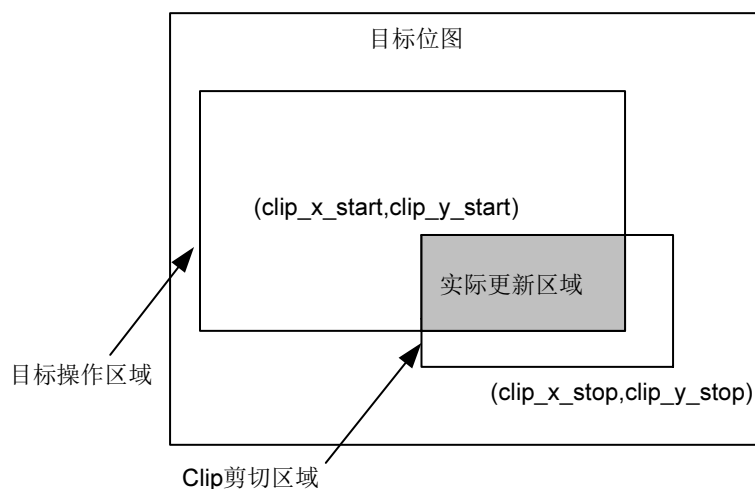 目标位图
(clip_x_start,clip_y_start)
实际更新区域
目标操作区域
(clip_x_stop,clip_y_stop)
Clip剪切区域